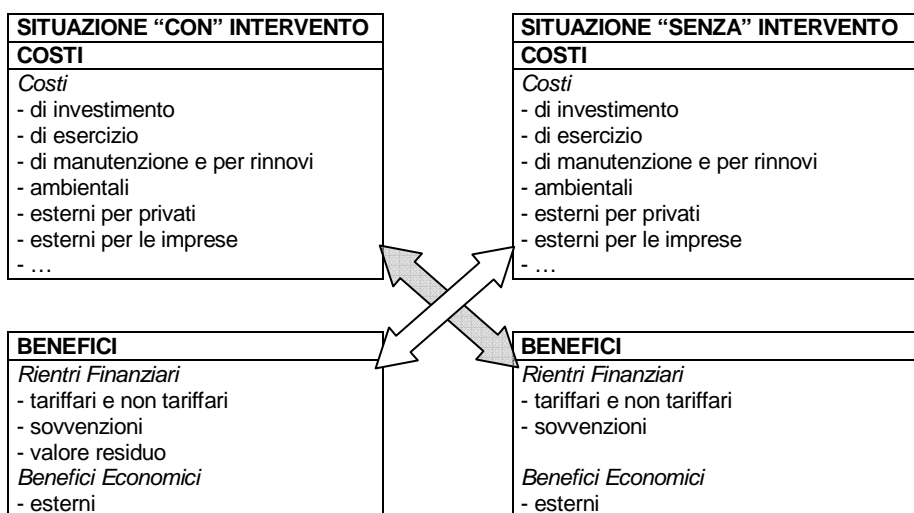 SITUAZIONE “CON” INTERVENTO
COSTI
Costi
- di investimento
- di esercizio
- di manutenzione e per rinnovi
- ambientali
- esterni per privati
- esterni per le imprese
- …
BENEFICI
Rientri Finanziari
- tariffari e non tariffari
- sovvenzioni
- valore residuo
Benefici Economici
- esterni
SITUAZIONE “SENZA” INTERVENTO
COSTI
Costi
- di investimento
- di esercizio
- di manutenzione e per rinnovi
- ambientali
- esterni per privati
- esterni per le imprese
- …
BENEFICI
Rientri Finanziari
- tariffari e non tariffari
- sovvenzioni
Benefici Economici
- esterni